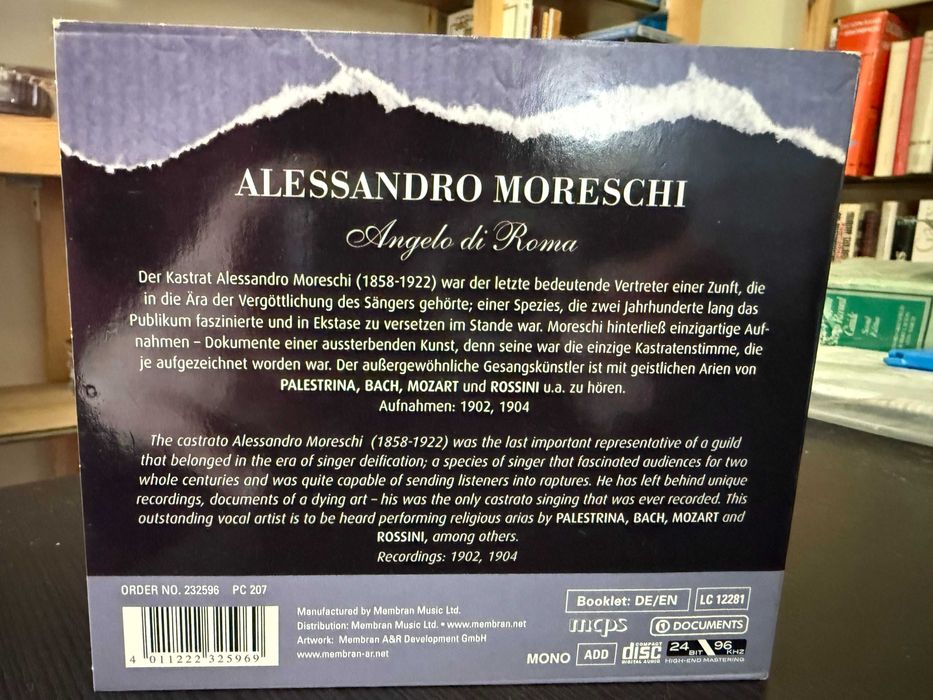 ALESSANDRO MORESCHI
Angelo di Roma
Der Kastrat Alessandro Moreschi (1858-1922) war der letzte bedeutende Vertreter einer Zunft, die
in die Ära der Vergöttlichung des Sängers gehörte; einer Spezies, die zwei Jahrhunderte lang das
Publikum faszinierte und in Ekstase zu versetzen im Stande war. Moreschi hinterließ einzigartige Auf-
nahmen – Dokumente einer aussterbenden Kunst, denn seine war die einzige Kastratenstimme, die
je aufgezeichnet worden war. Der außergewöhnliche Gesangskünstler ist mit geistlichen Arien von
PALESTRINA, BACH, MOZART und ROSSINI u.a. zu hören.
Aufnahmen: 1902, 1904
The castrato Alessandro Moreschi (1858-1922) was the last important representative of a guild
that belonged in the era of singer deification; a species of singer that fascinated audiences for two
whole centuries and was quite capable of sending listeners into raptures. He has left behind unique
recordings, documents of a dying art – his was the only castrato singing that was ever recorded. This
outstanding vocal artist is to be heard performing religious arias by PALESTRINA, BACH, MOZART and
ROSSINI, among others.
Recordings: 1902, 1904
ORDER NO. 232596 PC 207
4 011222 325969
Manufactured by Membran Music Ltd.
Distribution: Membran Music Ltd. • www.membran.net
Artwork: Membran A&R Development GmbH
www.membran-ar.net
Booklet: DE/EN
LC 12281
mcps
DOCUMENTS
MONO
ADD
COMPACT
disc
DIGITAL AUDIO
24 BIT 96 KHZ
HIGH-END MASTERING